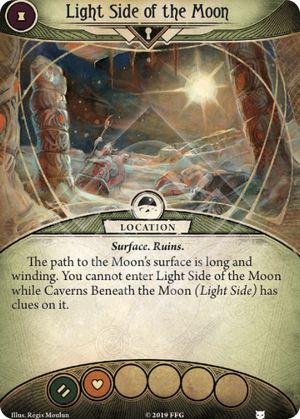 Light Side of the Moon
LOCATION
Surface. Ruins.
The path to the Moon's surface is long and
winding. You cannot enter Light Side of the Moon
while Caverns Beneath the Moon (Light Side) has
clues on it.
Illus. Régis Moulun
© 2019 FFG